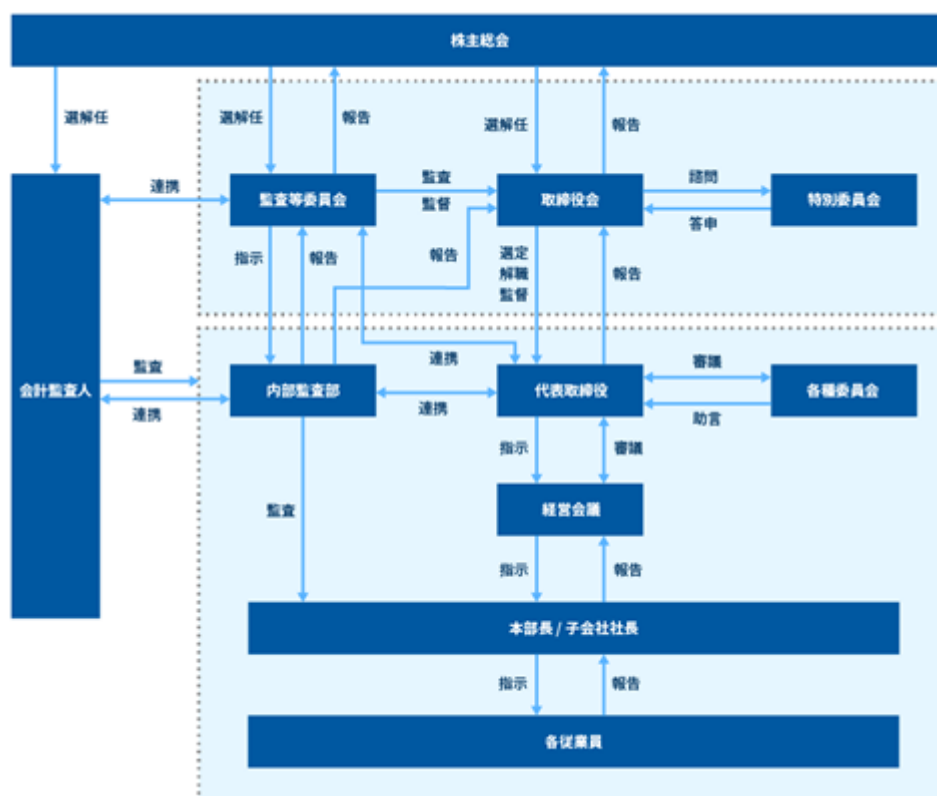 株主総会
選解任
選解任
報告
選解任
報告
連携
監査等委員会
監査
監督
取締役会
諮問
答申
特別委員会
指示
報告
報告
選定
解職
監督
報告
会計監査人
監査
連携
内部監査部
連携
連携
代表取締役
審議
助言
各種委員会
指示
審議
監査
経営会議
指示
報告
本部長 / 子会社社長
指示
報告
各従業員